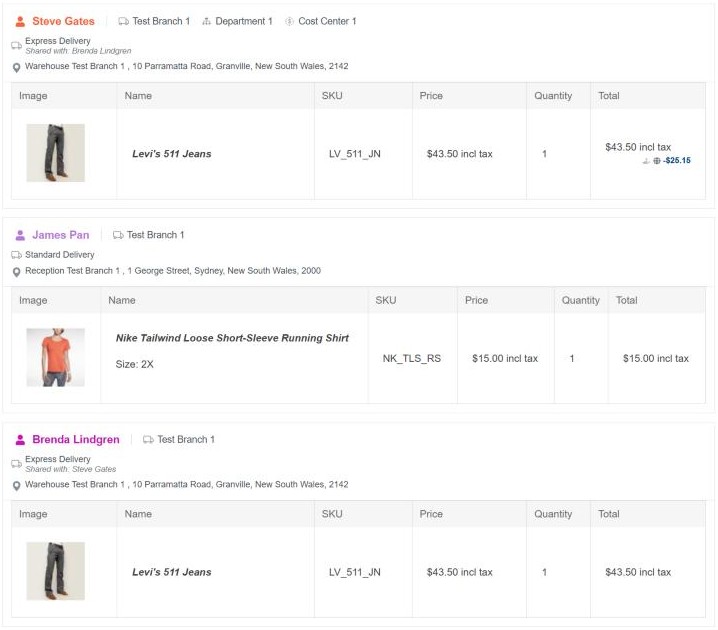 Steve Gates Test Branch 1 Department 1 Cost Center 1
Express Delivery
Shared with: Brenda Lindgren
Warehouse Test Branch 1 , 10 Parramatta Road, Granville, New South Wales, 2142
Image Name SKU Price Quantity Total
Levi's 511 Jeans LV_511_JN $43.50 incl tax 1 $43.50 incl tax
-$25.15
James Pan Test Branch 1
Standard Delivery
Reception Test Branch 1 , 1 George Street, Sydney, New South Wales, 2000
Image Name SKU Price Quantity Total
Nike Tailwind Loose Short-Sleeve Running Shirt
Size: 2X NK_TLS_RS $15.00 incl tax 1 $15.00 incl tax
Brenda Lindgren Test Branch 1
Express Delivery
Shared with: Steve Gates
Warehouse Test Branch 1 , 10 Parramatta Road, Granville, New South Wales, 2142
Image Name SKU Price Quantity Total
Levi's 511 Jeans LV_511_JN $43.50 incl tax 1 $43.50 incl tax